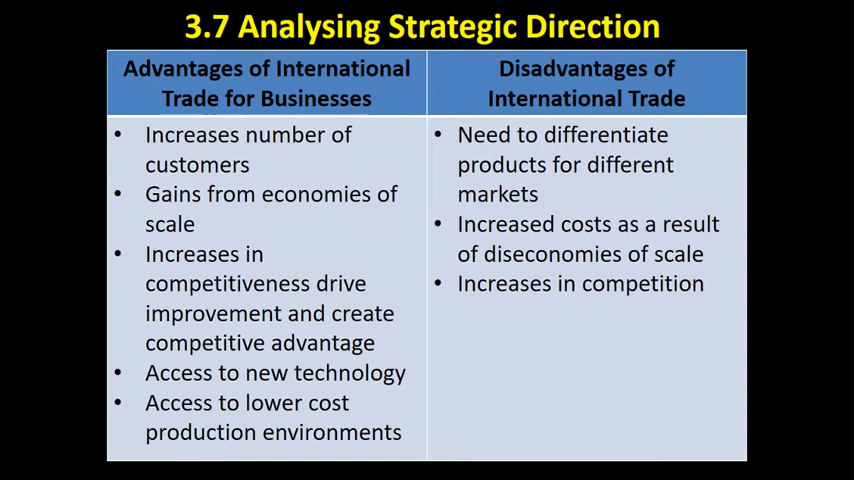 3.7 Analysing Strategic Direction
Advantages of International
Trade for Businesses
• Increases number of
customers
• Gains from economies of
scale
• Increases in
competitiveness drive
improvement and create
competitive advantage
• Access to new technology
• Access to lower cost
production environments
Disadvantages of
International Trade
• Need to differentiate
products for different
markets
• Increased costs as a result
of diseconomies of scale
• Increases in competition